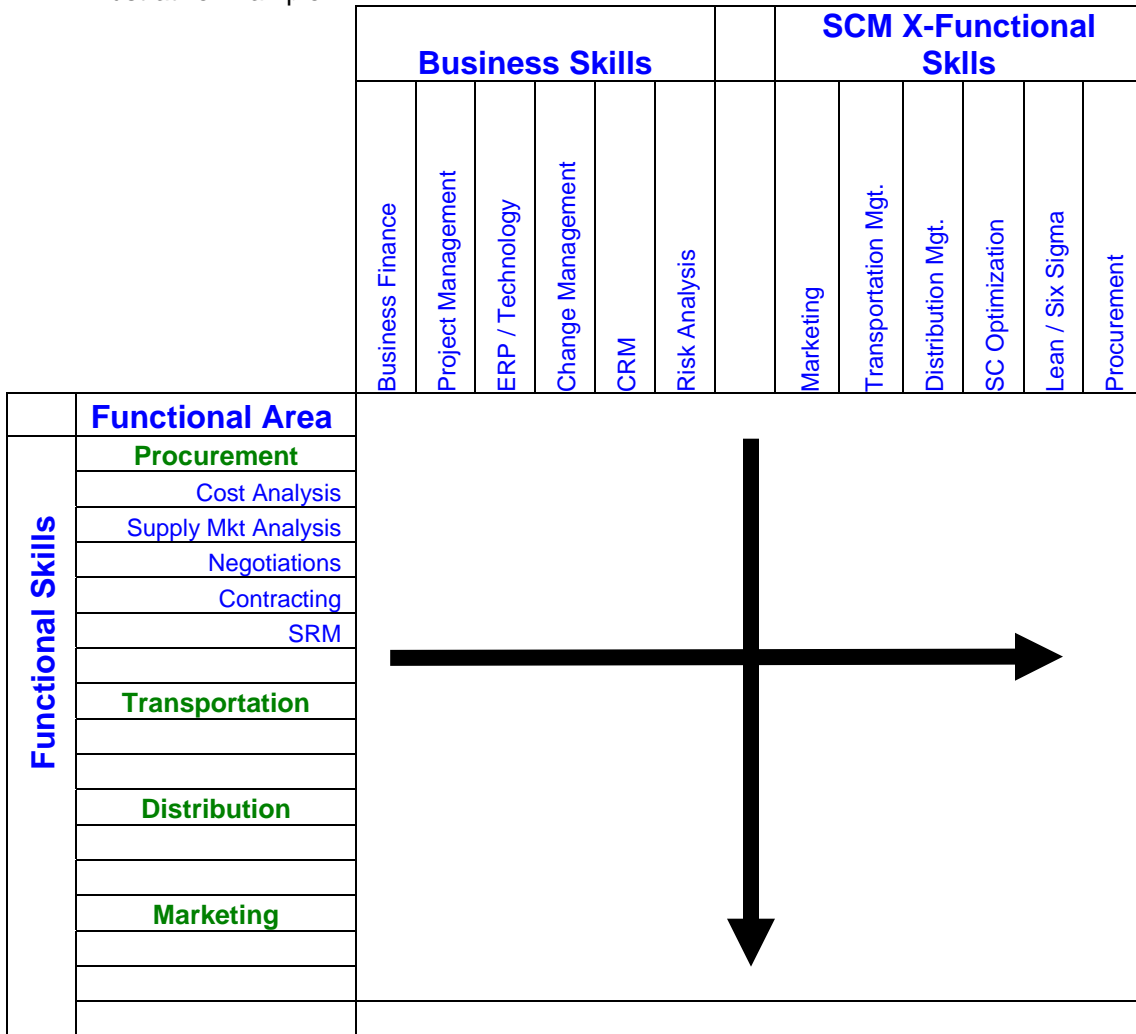 Business Skills
SCM X-Functional
Sklls
Business Finance
Project Management
ERP / Technology
Change Management
CRM
Risk Analysis
Marketing
Transportation Mgt.
Distribution Mgt.
SC Optimization
Lean / Six Sigma
Procurement
Functional Area
Functional Skills
Procurement
Cost Analysis
Supply Mkt Analysis
Negotiations
Contracting
SRM
Transportation
Distribution
Marketing